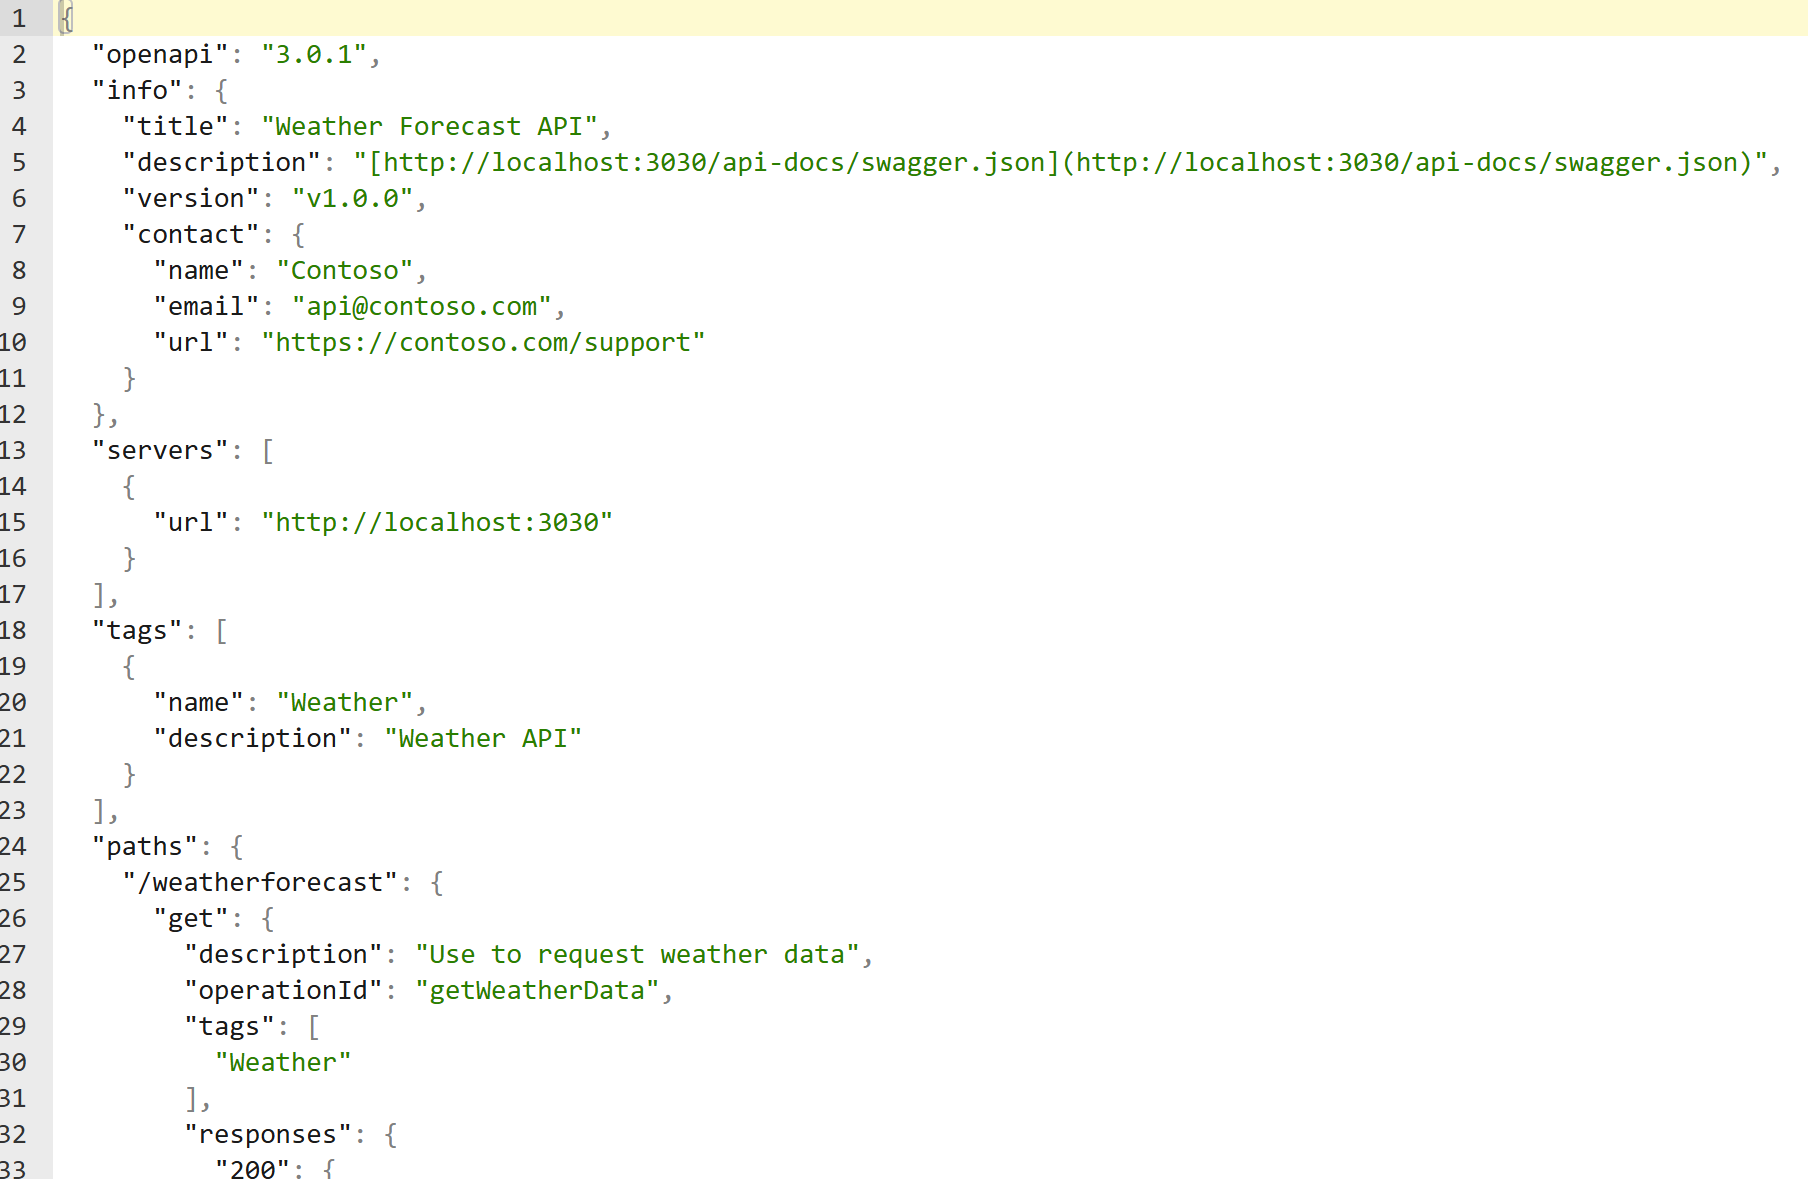 1 {
2   "openapi": "3.0.1",
3   "info": {
4     "title": "Weather Forecast API",
5     "description": "[http://localhost:3030/api-docs/swagger.json](http://localhost:3030/api-docs/swagger.json)",
6     "version": "v1.0.0",
7     "contact": {
8       "name": "Contoso",
9       "email": "api@contoso.com",
10       "url": "https://contoso.com/support"
11     }
12   },
13   "servers": [
14     {
15       "url": "http://localhost:3030"
16     }
17   ],
18   "tags": [
19     {
20       "name": "Weather",
21       "description": "Weather API"
22     }
23   ],
24   "paths": {
25     "/weatherforecast": {
26       "get": {
27         "description": "Use to request weather data",
28         "operationId": "getWeatherData",
29         "tags": [
30           "Weather"
31         ],
32         "responses": {
33           "200": {